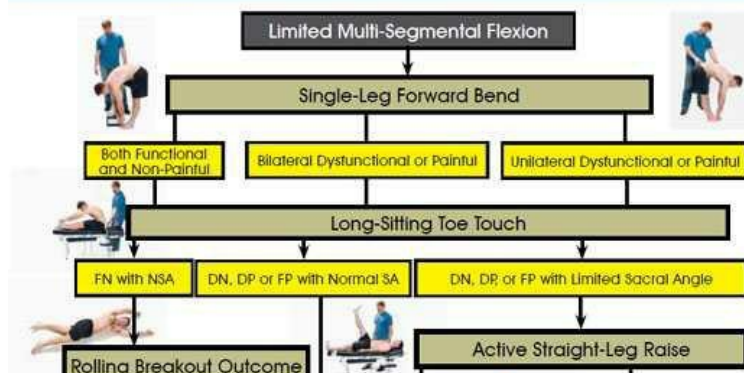 Limited Multi-Segmental Flexion
Single-Leg Forward Bend
Both Functional
and Non-Painful
Bilateral Dysfunctional or Painful
Unilateral Dysfunctional or Painful
Long-Sitting Toe Touch
FN with NSA
DN, DP or FP with Normal SA
DN, DP, or FP with Limited Sacral Angle
Rolling Breakout Outcome
Active Straight-Leg Raise